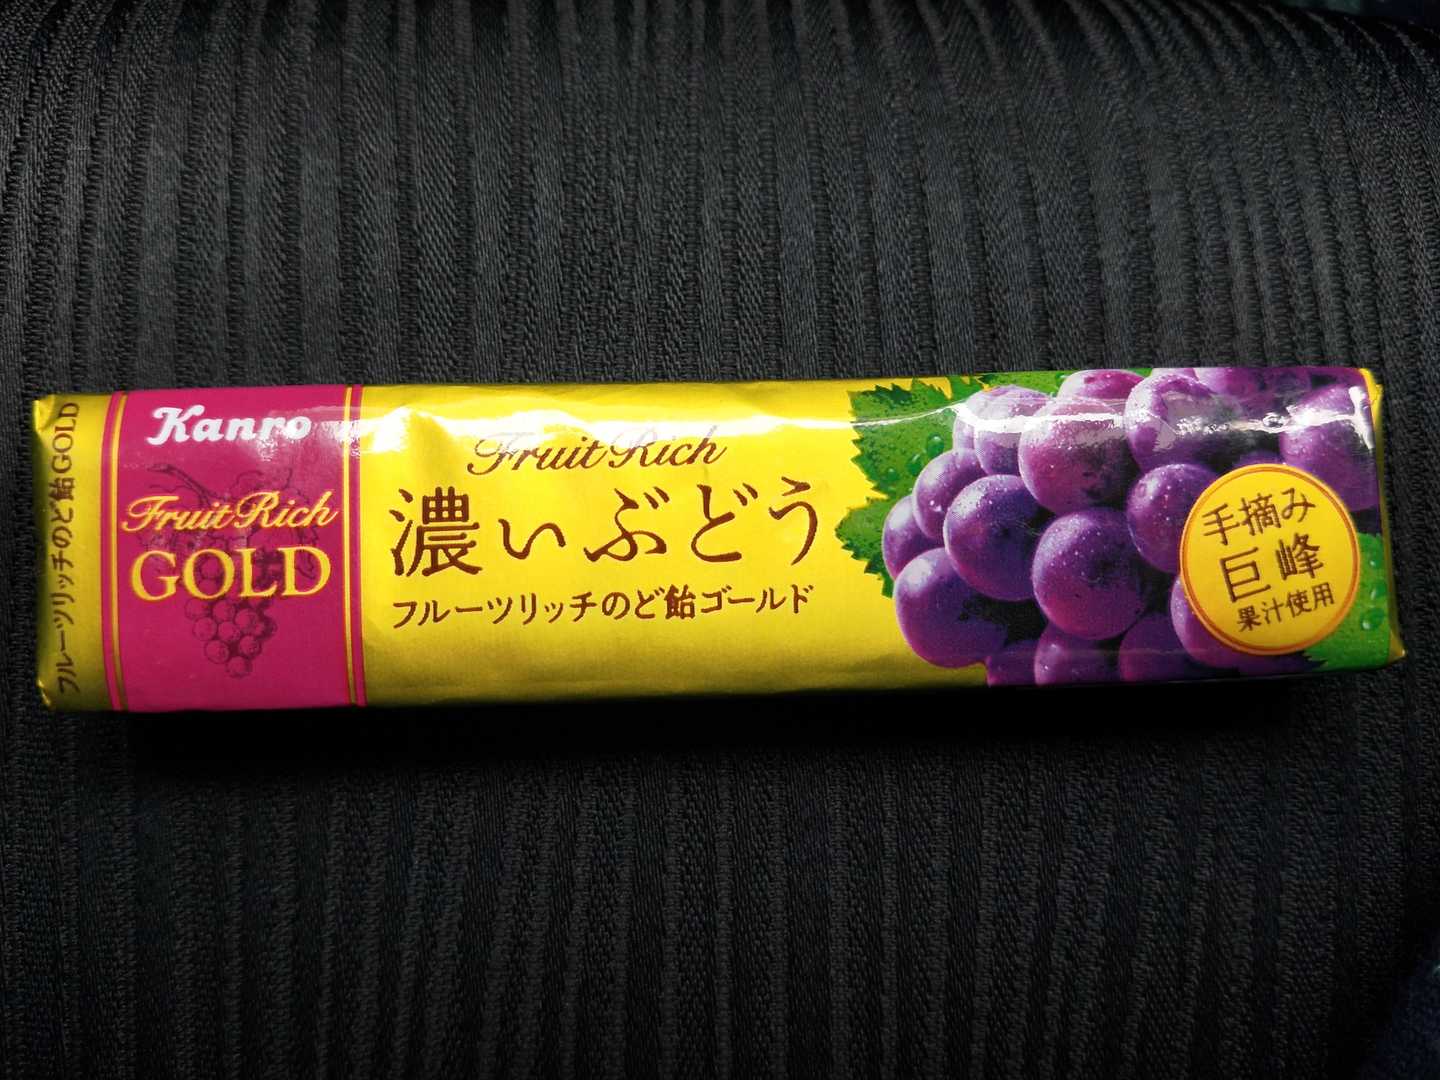 フルーツリッチのど飴GOLD
Kanro
Fruit Rich
GOLD
Fruit Rich
濃いぶどう
フルーツリッチのど飴ゴールド
手摘み
巨峰
果汁使用